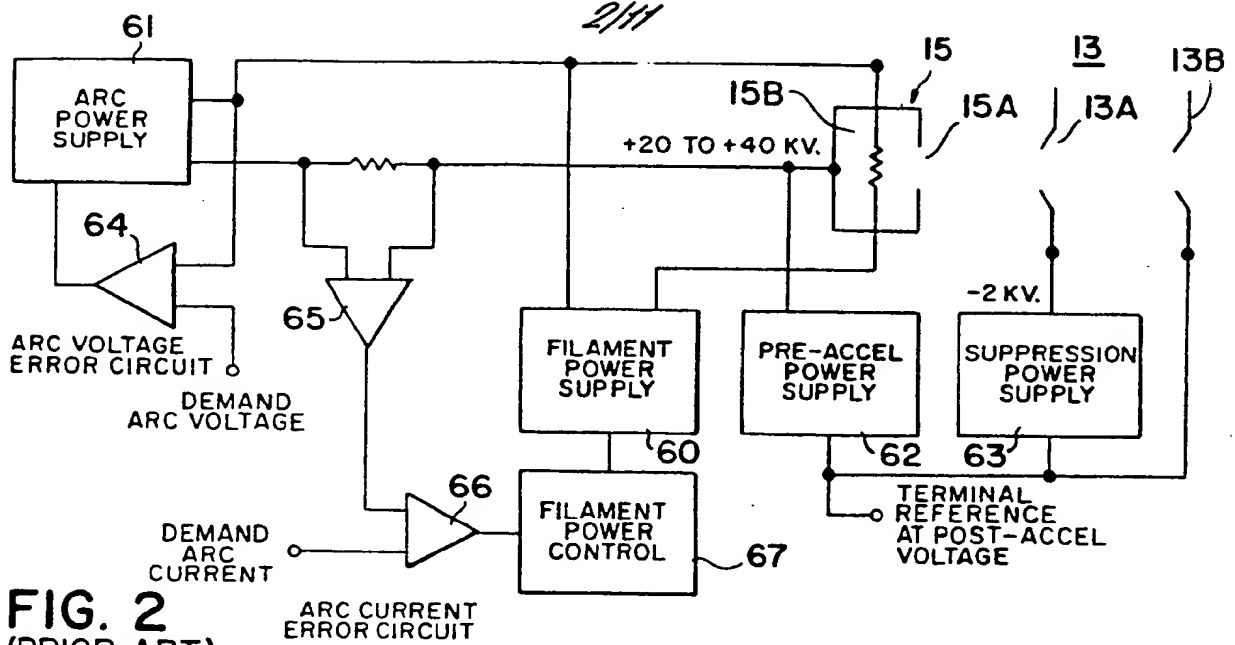 2/11
61
ARC
POWER
SUPPLY
15
13
13B
15B
15A
13A
+20 TO +40 KV.
64
65
-2 KV.
ARC VOLTAGE
ERROR CIRCUIT
DEMAND
ARC VOLTAGE
FILAMENT
POWER
SUPPLY
PRE-ACCEL
POWER
SUPPLY
SUPPRESSION
POWER
SUPPLY
60
62
63
66
DEMAND
ARC
CURRENT
FILAMENT
POWER
CONTROL
67
TERMINAL
REFERENCE
AT POST-ACCEL
VOLTAGE
ARC CURRENT
ERROR CIRCUIT
FIG. 2
(PRIOR ART)